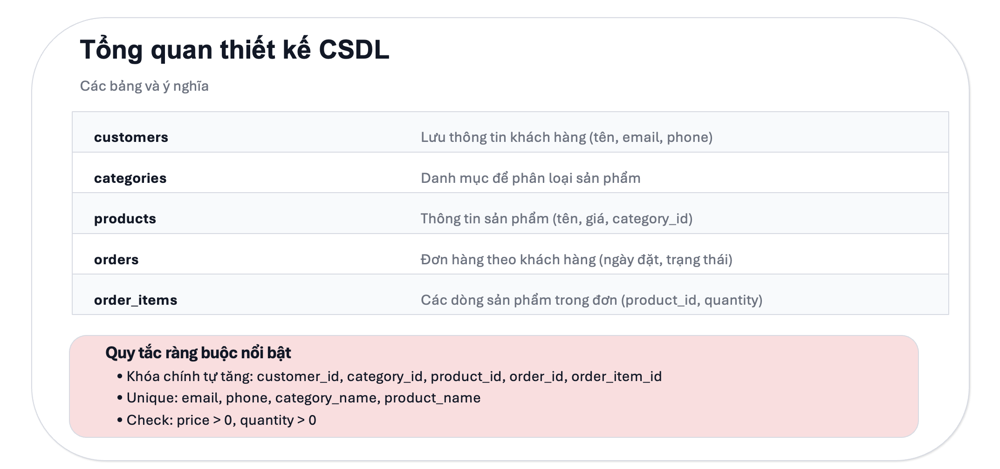 Tổng quan thiết kế CSDL
Các bảng và ý nghĩa
customers Lưu thông tin khách hàng (tên, email, phone)
categories Danh mục để phân loại sản phẩm
products Thông tin sản phẩm (tên, giá, category_id)
orders Đơn hàng theo khách hàng (ngày đặt, trạng thái)
order_items Các dòng sản phẩm trong đơn (product_id, quantity)
Quy tắc ràng buộc nổi bật
• Khóa chính tự tăng: customer_id, category_id, product_id, order_id, order_item_id
• Unique: email, phone, category_name, product_name
• Check: price > 0, quantity > 0